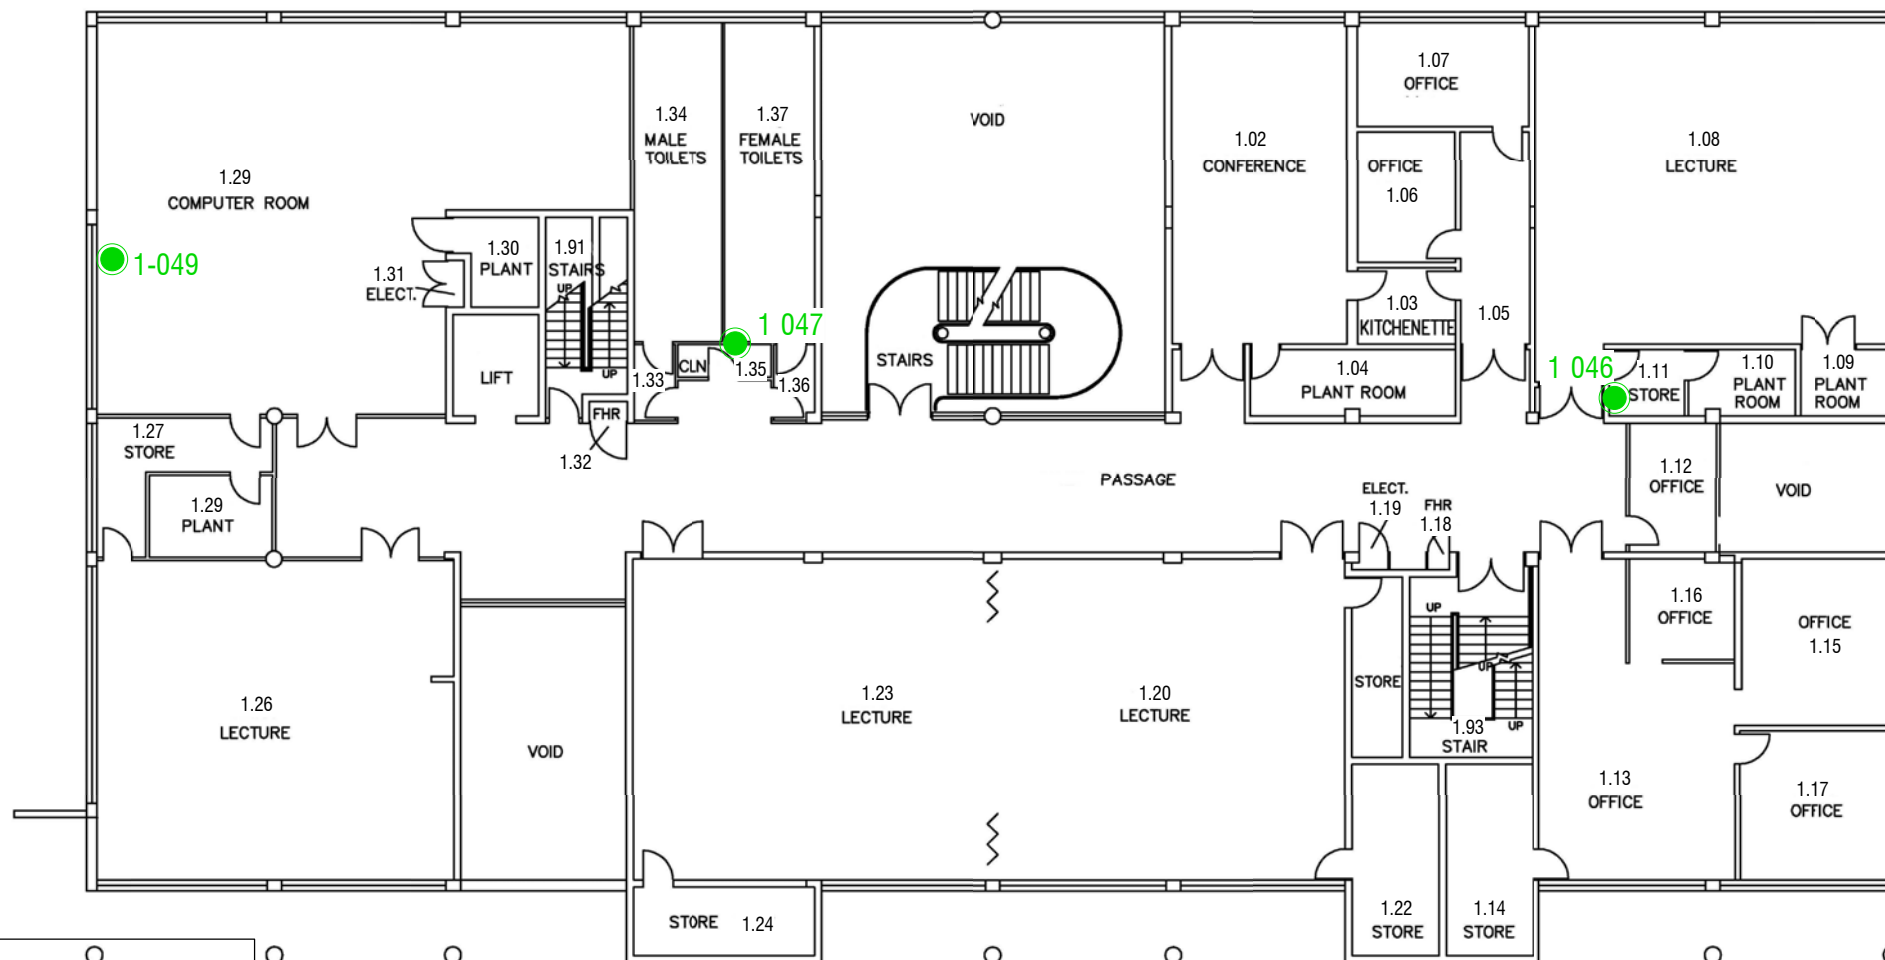 1.07
OFFICE
1.34
MALE
TOILETS
1.37
FEMALE
TOILETS
VOID
1.02
CONFERENCE
OFFICE
1.06
1.08
LECTURE
1.29
COMPUTER ROOM
1-049
1.31
ELECT.
1.30
PLANT
1.91
STAIRS
UP
UP
LIFT
1 047
CLN
1.35
1.33
1.36
STAIRS
1.03
KITCHENETTE
1.05
1.04
PLANT ROOM
1 046
1.11
STORE
1.10
PLANT
ROOM
1.09
PLANT
ROOM
FHR
1.32
1.27
STORE
1.29
PLANT
PASSAGE
ELECT.
1.19
FHR
1.18
1.12
OFFICE
VOID
1.16
OFFICE
OFFICE
1.15
UP
UP
UP
1.93
STAIR
STORE
1.26
LECTURE
VOID
1.23
LECTURE
1.20
LECTURE
1.13
OFFICE
1.17
OFFICE
STORE 1.24
1.22
STORE
1.14
STORE